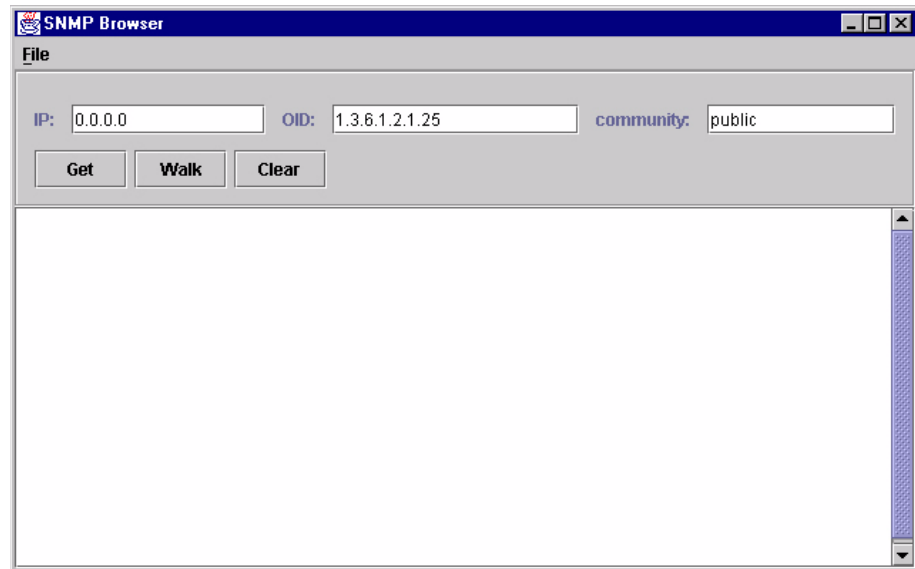 SNMP Browser
File
IP: 0.0.0.0 OID: 1.3.6.1.2.1.25 community: public
Get Walk Clear